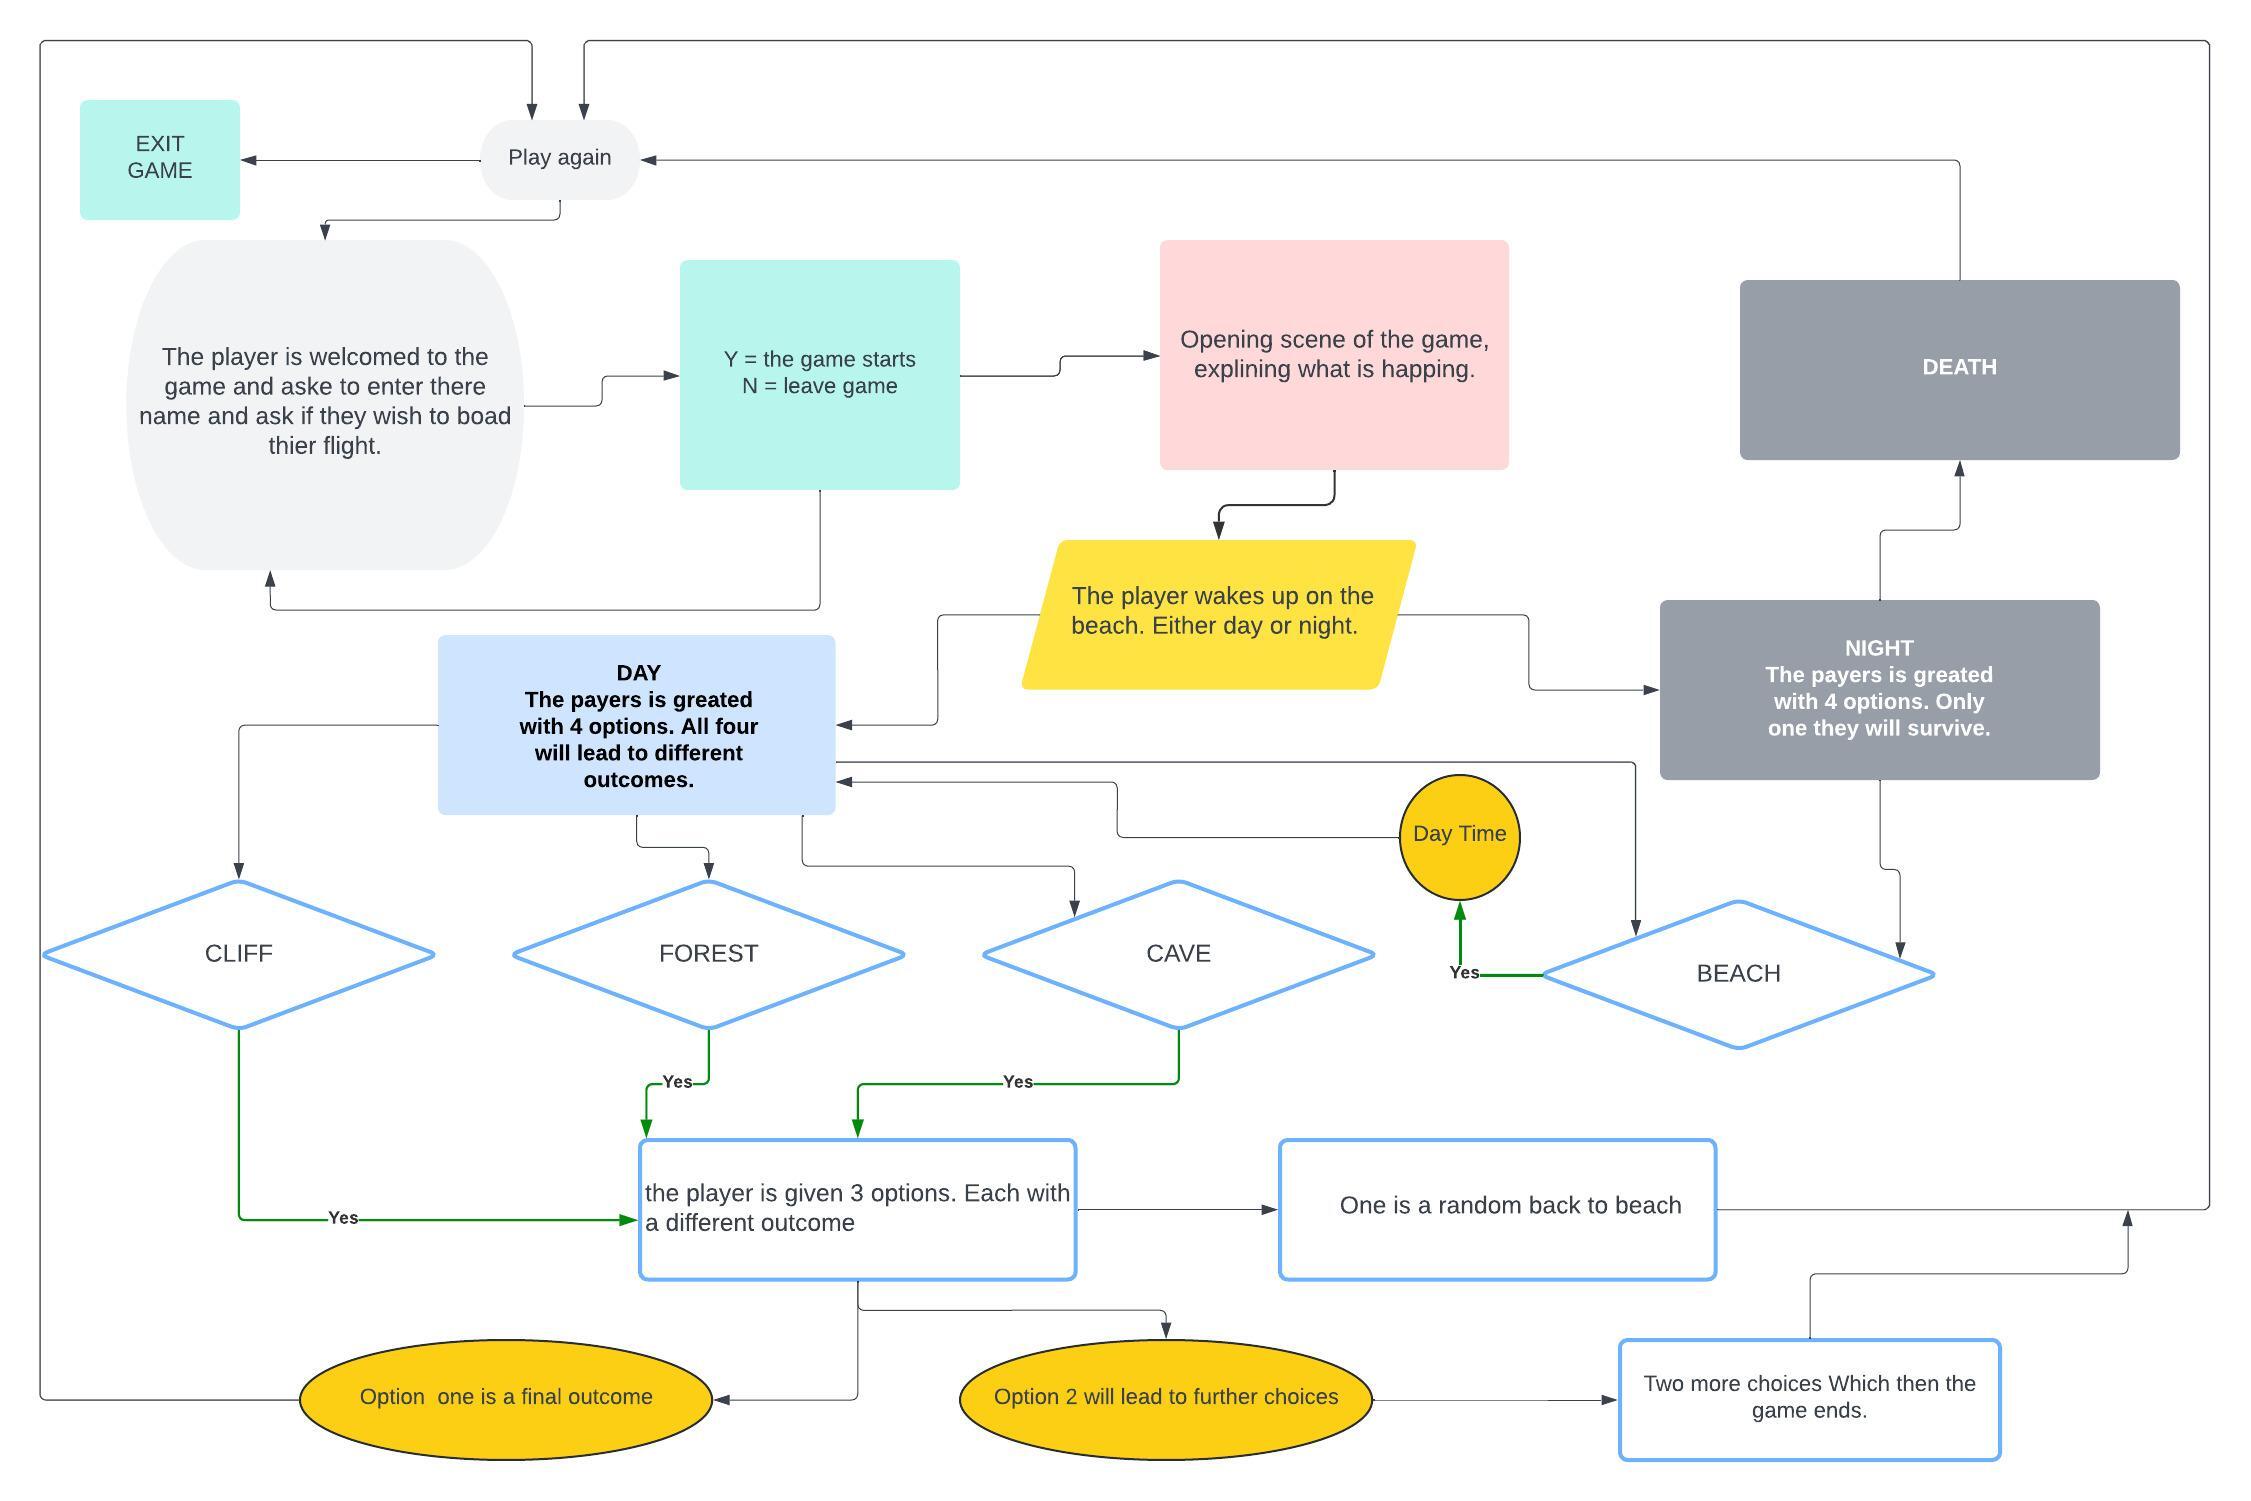 EXIT
GAME
Play again
The player is welcomed to the
game and aske to enter there
name and ask if they wish to boad
thier flight.
Y = the game starts
N = leave game
Opening scene of the game,
explining what is happing.
DEATH
The player wakes up on the
beach. Either day or night.
DAY
The payers is greated
with 4 options. All four
will lead to different
outcomes.
NIGHT
The payers is greated
with 4 options. Only
one they will survive.
Day Time
CLIFF
FOREST
CAVE
BEACH
Yes
Yes
Yes
Yes
the player is given 3 options. Each with
a different outcome
One is a random back to beach
Option  one is a final outcome
Option 2 will lead to further choices
Two more choices Which then the
game ends.